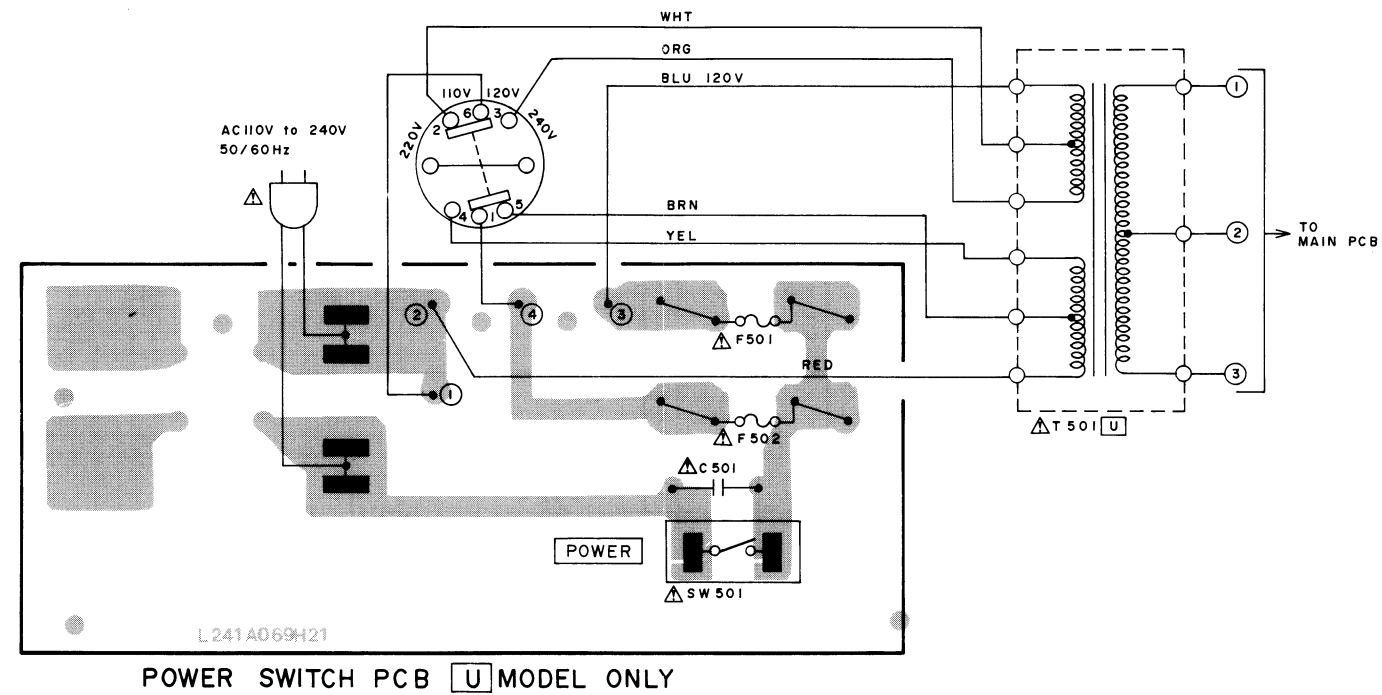 WHT
ORG
BLU 120V
110V 120V
6
2
3
220V
240V
AC110V to 240V
50/60Hz
5
4
1
BRN
YEL
1
2
3
TO
MAIN PCB
2
4
3
F501
RED
1
F502
T501 U
C501
POWER
SW501
L241A069H21
POWER SWITCH PCB U MODEL ONLY